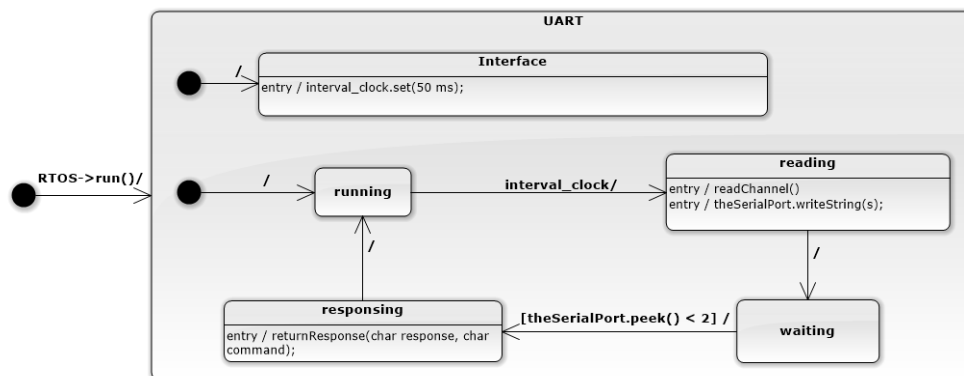 UART
/
Interface
entry / interval_clock.set(50 ms);
RTOS->run()/
/
running
interval_clock/
reading
entry / readChannel()
entry / theSerialPort.writeString(s);
/
/
responsing
entry / returnResponse(char response, char
command);
[theSerialPort.peek() < 2] /
waiting